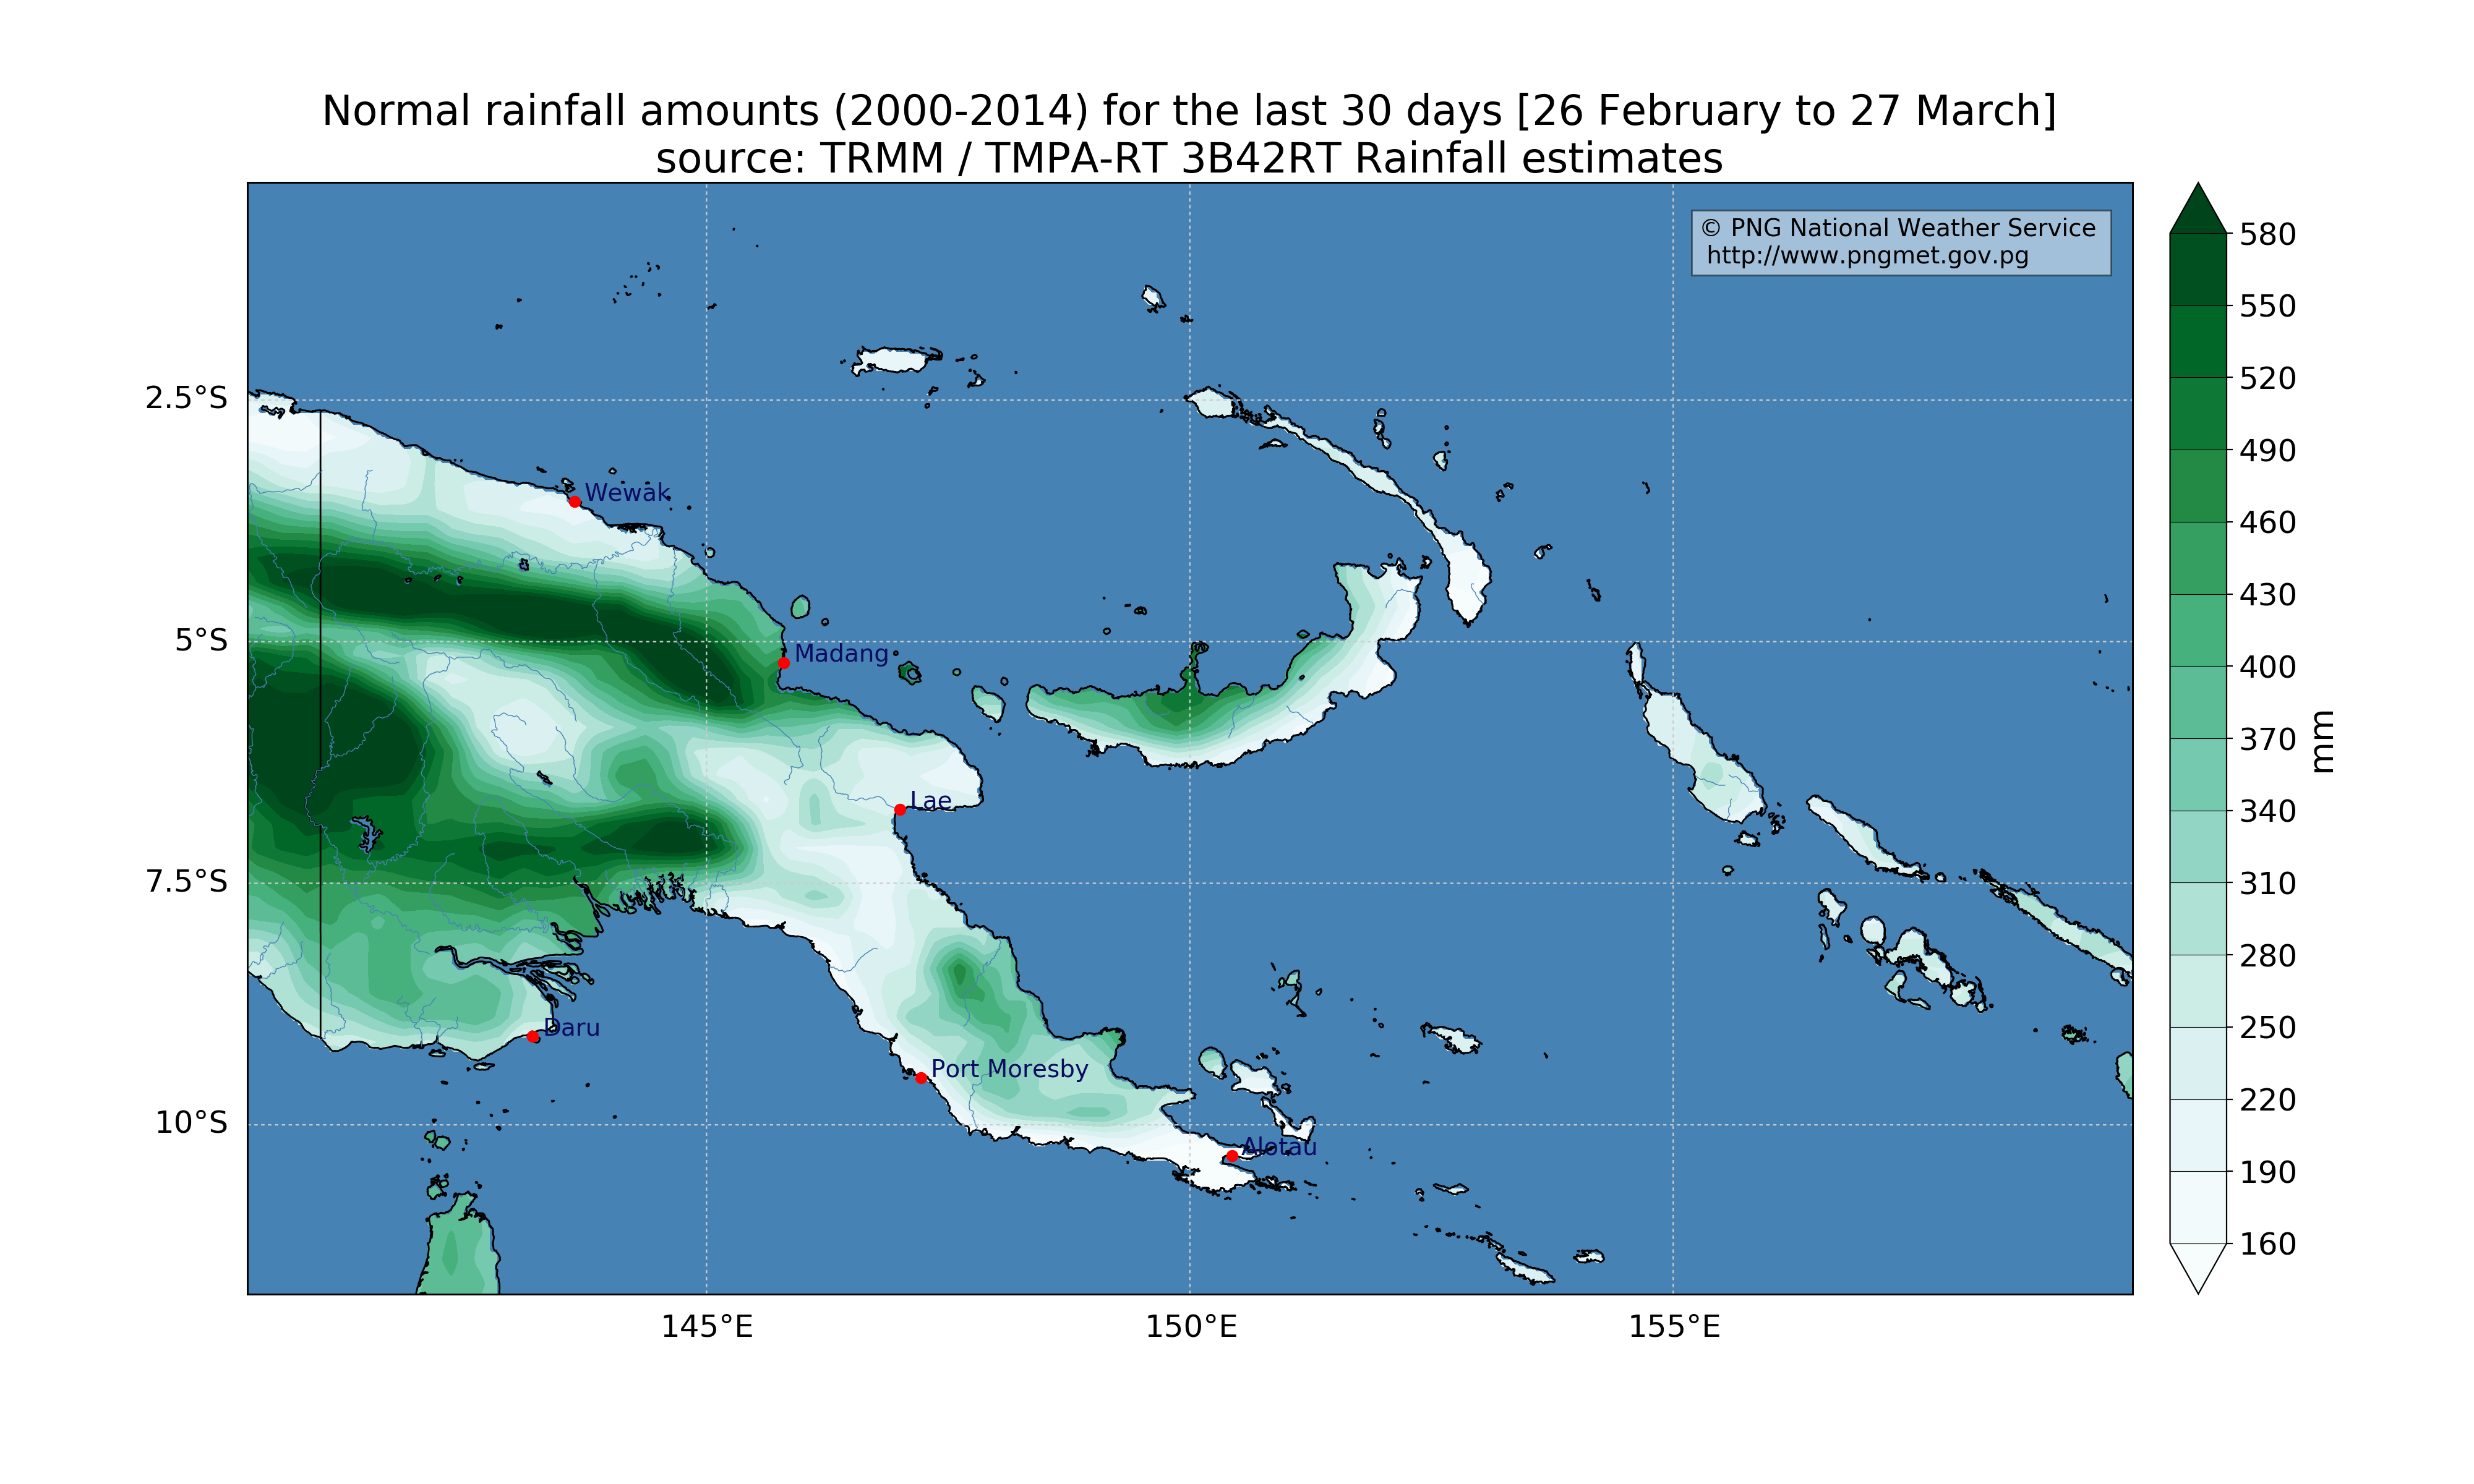 Normal rainfall amounts (2000-2014) for the last 30 days [26 February to 27 March]
source: TRMM / TMPA-RT 3B42RT Rainfall estimates
© PNG National Weather Service
http://www.pngmet.gov.pg
580
550
520
490
460
430
400
370
340
310
280
250
220
190
160
mm
2.5°S
5°S
7.5°S
10°S
Wewak
Madang
Lae
Daru
Port Moresby
Alotau
145°E
150°E
155°E